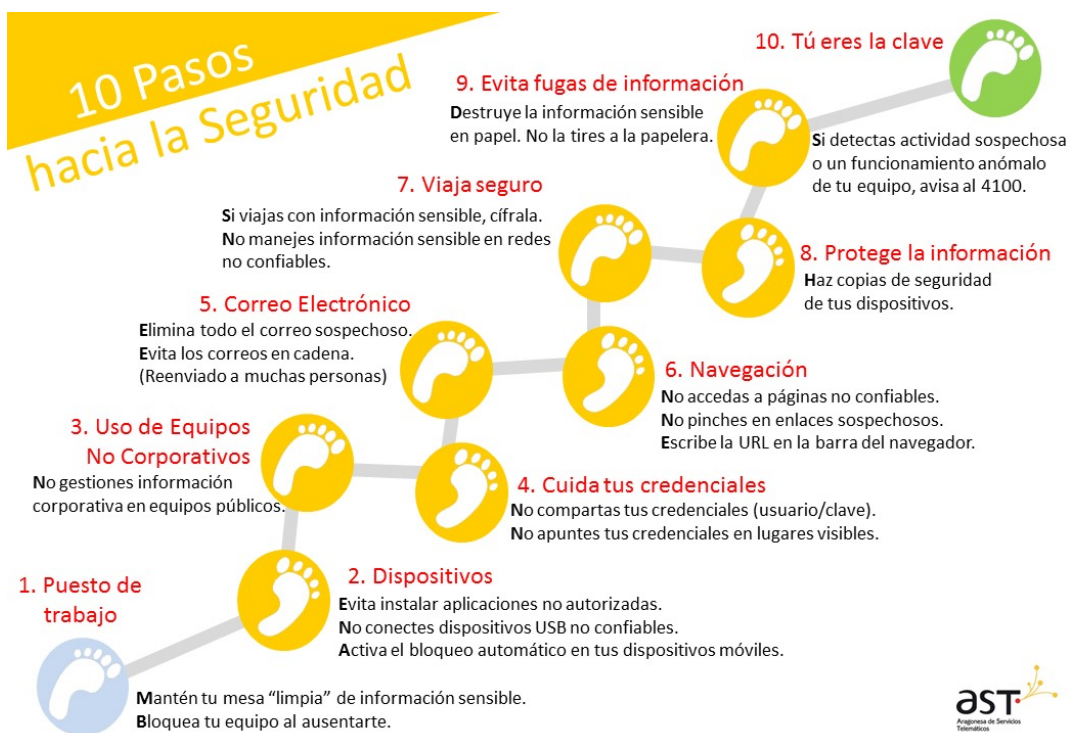 10 Pasos
hacia la Seguridad
1. Puesto de
trabajo
Mantén tu mesa “limpia” de información sensible.
Bloquea tu equipo al ausentarte.
2. Dispositivos
Evita instalar aplicaciones no autorizadas.
No conectes dispositivos USB no confiables.
Activa el bloqueo automático en tus dispositivos móviles.
3. Uso de Equipos
No Corporativos
No gestiones información
corporativa en equipos públicos.
4. Cuida tus credenciales
No compartas tus credenciales (usuario/clave).
No apuntes tus credenciales en lugares visibles.
5. Correo Electrónico
Elimina todo el correo sospechoso.
Evita los correos en cadena.
(Reenviado a muchas personas)
6. Navegación
No accedas a páginas no confiables.
No pinches en enlaces sospechosos.
Escribe la URL en la barra del navegador.
7. Viaja seguro
Si viajas con información sensible, cífrala.
No manejes información sensible en redes
no confiables.
8. Protege la información
Haz copias de seguridad
de tus dispositivos.
9. Evita fugas de información
Destruye la información sensible
en papel. No la tires a la papelera.
10. Tú eres la clave
Si detectas actividad sospechosa
o un funcionamiento anómalo
de tu equipo, avisa al 4100.
aST
Aragonesa de Servicios
Telemáticos